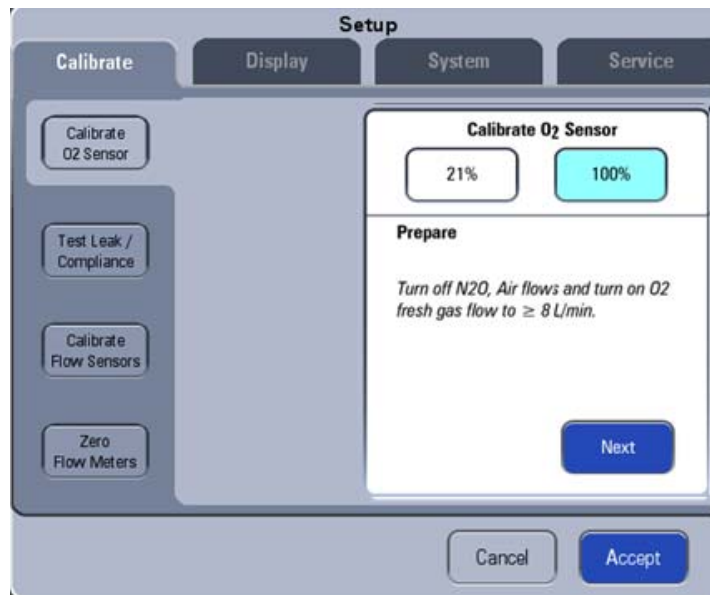 Setup
Calibrate
Display
System
Service
Calibrate
O2 Sensor
Test Leak /
Compliance
Calibrate
Flow Sensors
Zero
Flow Meters
Calibrate O2 Sensor
21%
100%
Prepare
Turn off N2O, Air flows and turn on O2
fresh gas flow to ≥ 8 L/min.
Next
Cancel
Accept